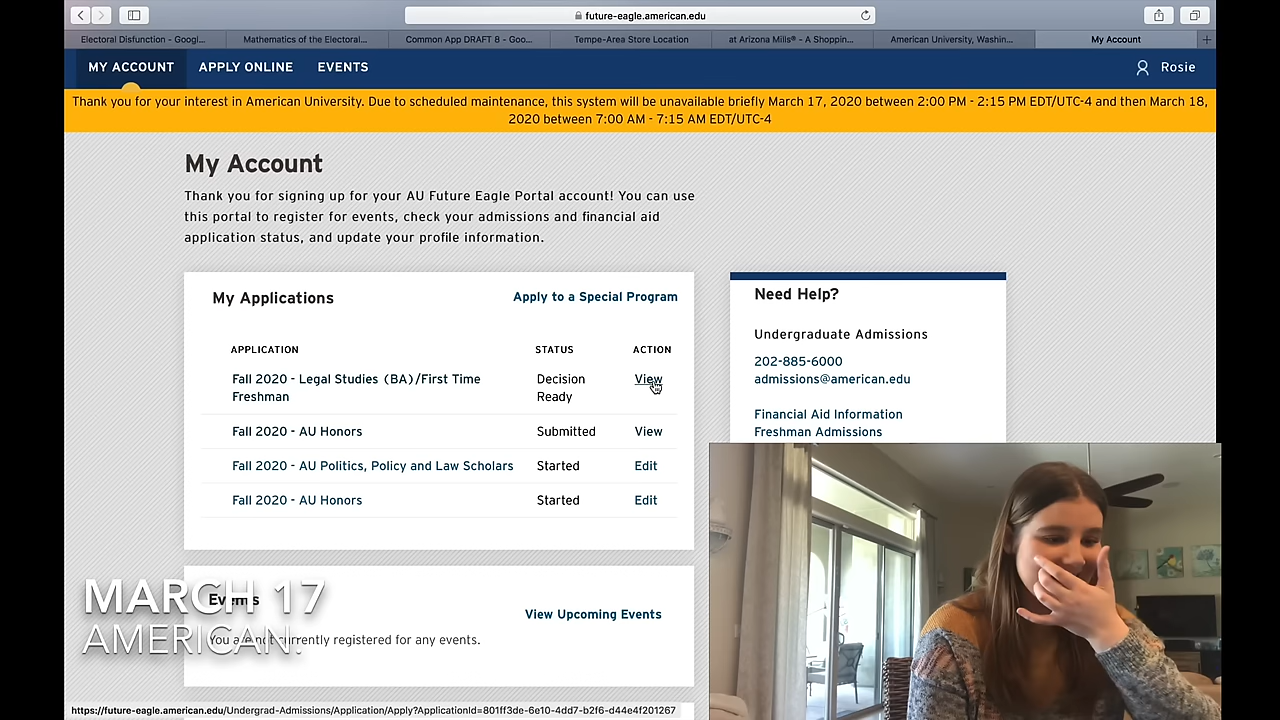 future-eagle.american.edu
Electoral Disfunction - Googl...
Mathematics of the Electoral...
Common App DRAFT 8 - Goo...
Tempe-Area Store Location
at Arizona Mills® - A Shoppin...
American University, Washin...
My Account
MY ACCOUNT
APPLY ONLINE
EVENTS
Rosie
Thank you for your interest in American University. Due to scheduled maintenance, this system will be unavailable briefly March 17, 2020 between 2:00 PM - 2:15 PM EDT/UTC-4 and then March 18,
2020 between 7:00 AM - 7:15 AM EDT/UTC-4
My Account
Thank you for signing up for your AU Future Eagle Portal account! You can use
this portal to register for events, check your admissions and financial aid
application status, and update your profile information.
My Applications
Apply to a Special Program
APPLICATION STATUS ACTION
Fall 2020 - Legal Studies (BA)/First Time Decision View
Freshman Ready
Fall 2020 - AU Honors Submitted View
Fall 2020 - AU Politics, Policy and Law Scholars Started Edit
Fall 2020 - AU Honors Started Edit
Need Help?
Undergraduate Admissions
202-885-6000
admissions@american.edu
Financial Aid Information
Freshman Admissions
Events
View Upcoming Events
You are not currently registered for any events.
MARCH 17
AMERICAN.
https://future-eagle.american.edu/Undergrad-Admissions/Application/Apply?ApplicationId=801ff3de-6e10-4dd7-b2f6-d44e4f201267